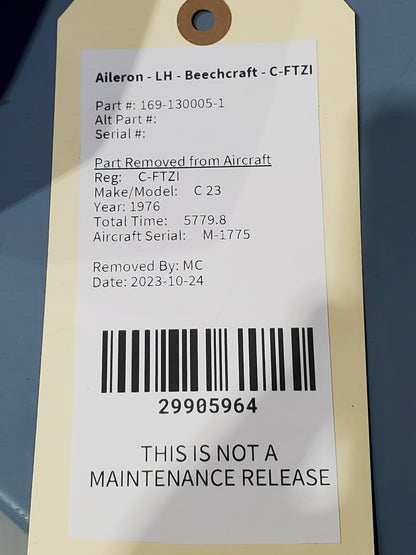 Aileron - LH - Beechcraft - C-FTZI
Part #: 169-130005-1
Alt Part #:
Serial #:
Part Removed from Aircraft
Reg: C-FTZI
Make/Model: C 23
Year: 1976
Total Time: 5779.8
Aircraft Serial: M-1775
Removed By: MC
Date: 2023-10-24
29905964
THIS IS NOT A
MAINTENANCE RELEASE